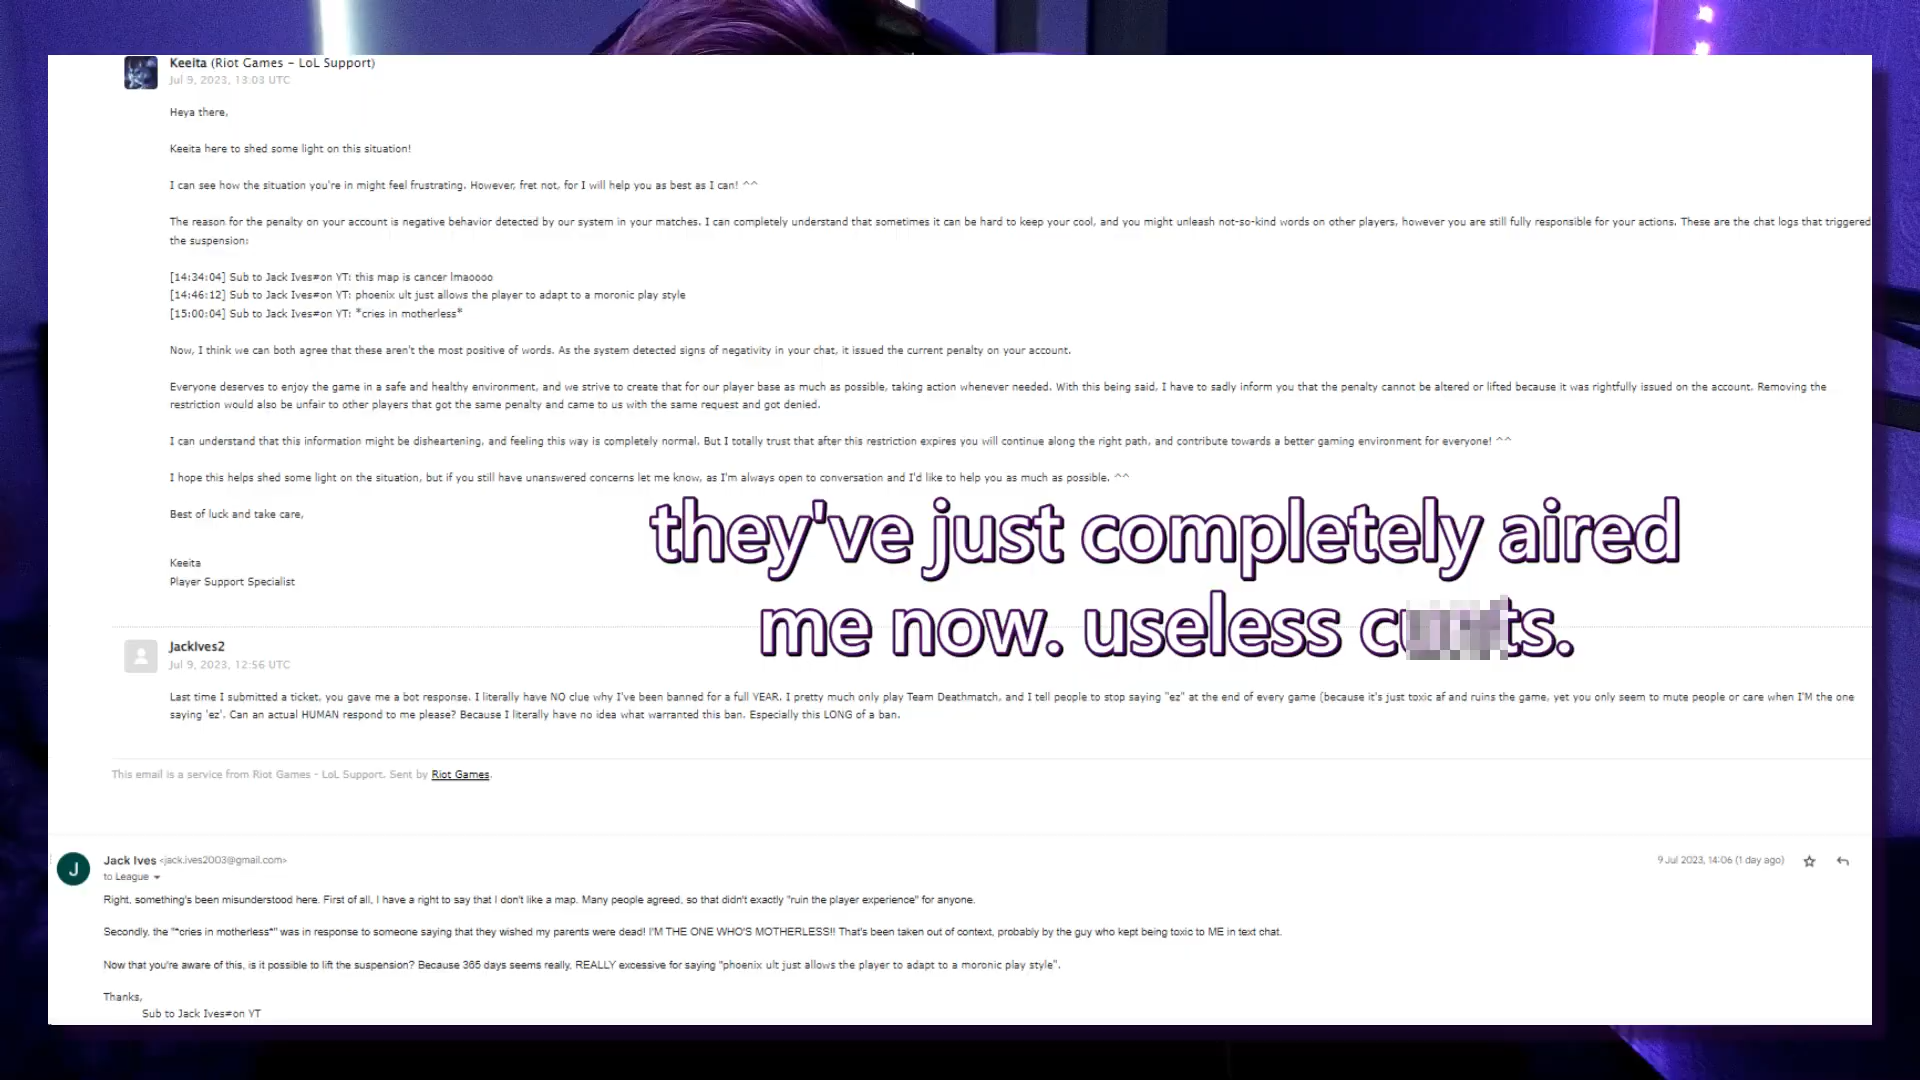 Keeita (Riot Games - LoL Support)
Jul 9, 2023, 13:03 UTC
Heya there,
Keeita here to shed some light on this situation!
I can see how the situation you're in might feel frustrating. However, fret not, for I will help you as best as I can! ^^
The reason for the penalty on your account is negative behavior detected by our system in your matches. I can completely understand that sometimes it can be hard to keep your cool, and you might unleash not-so-kind words on other players, however you are still fully responsible for your actions. These are the chat logs that triggered
the suspension:
[14:34:04] Sub to Jack Ives#on YT: this map is cancer lmaoooo
[14:46:12] Sub to Jack Ives#on YT: phoenix ult just allows the player to adapt to a moronic play style
[15:00:04] Sub to Jack Ives#on YT: *cries in motherless*
Now, I think we can both agree that these aren't the most positive of words. As the system detected signs of negativity in your chat, it issued the current penalty on your account.
Everyone deserves to enjoy the game in a safe and healthy environment, and we strive to create that for our player base as much as possible, taking action whenever needed. With this being said, I have to sadly inform you that the penalty cannot be altered or lifted because it was rightfully issued on the account. Removing the
restriction would also be unfair to other players that got the same penalty and came to us with the same request and got denied.
I can understand that this information might be disheartening, and feeling this way is completely normal. But I totally trust that after this restriction expires you will continue along the right path, and contribute towards a better gaming environment for everyone! ^^
I hope this helps shed some light on the situation, but if you still have unanswered concerns let me know, as I'm always open to conversation and I'd like to help you as much as possible. ^^
Best of luck and take care,
Keeita
Player Support Specialist
they've just completely aired
me now. useless
JackIves2
Jul 9, 2023, 12:56 UTC
Last time I submitted a ticket, you gave me a bot response. I literally have NO clue why I've been banned for a full YEAR. I pretty much only play Team Deathmatch, and I tell people to stop saying "ez" at the end of every game (because it's just toxic af and ruins the game, yet you only seem to mute people or care when I'M the one
saying 'ez'. Can an actual HUMAN respond to me please? Because I literally have no idea what warranted this ban. Especially this LONG of a ban.
This email is a service from Riot Games - LoL Support. Sent by Riot Games.
J
Jack Ives <jack.ives2003@gmail.com>
9 Jul 2023, 14:06 (1 day ago)
to League
Right, something's been misunderstood here. First of all, I have a right to say that I don't like a map. Many people agreed, so that didn't exactly "ruin the player experience" for anyone.
Secondly, the "*cries in motherless*" was in response to someone saying that they wished my parents were dead! I'M THE ONE WHO'S MOTHERLESS!! That's been taken out of context, probably by the guy who kept being toxic to ME in text chat.
Now that you're aware of this, is it possible to lift the suspension? Because 365 days seems really, REALLY excessive for saying "phoenix ult just allows the player to adapt to a moronic play style".
Thanks,
Sub to Jack Ives#on YT